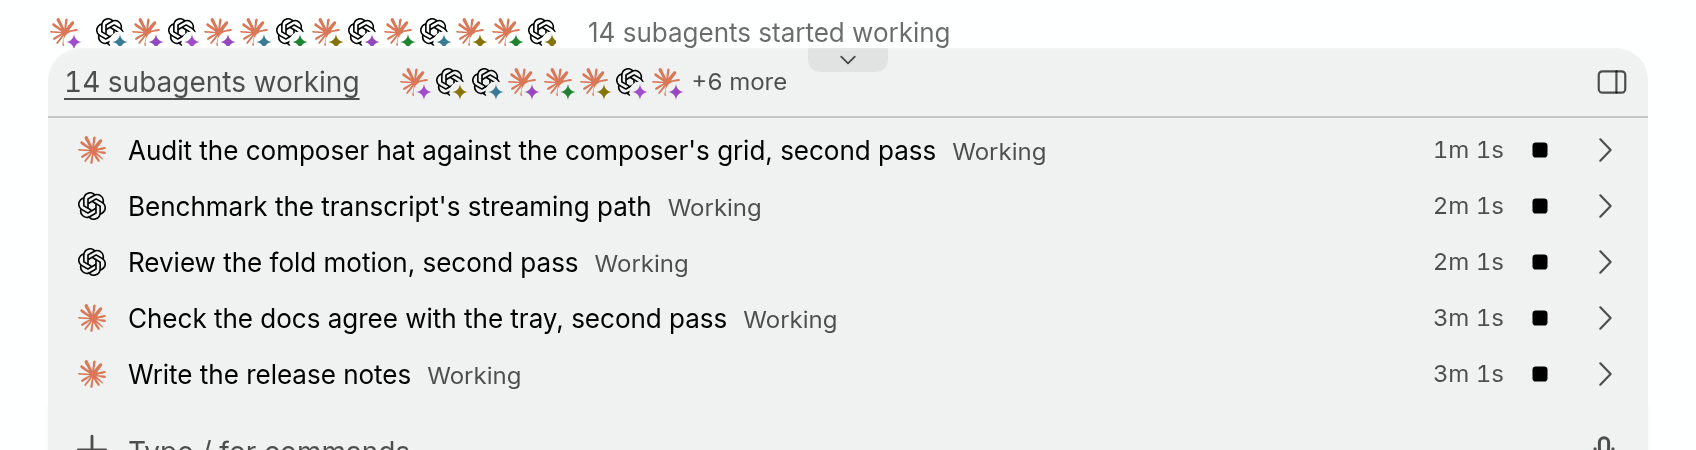 14 subagents started working
14 subagents working +6 more
Audit the composer hat against the composer's grid, second pass Working 1m 1s
Benchmark the transcript's streaming path Working 2m 1s
Review the fold motion, second pass Working 2m 1s
Check the docs agree with the tray, second pass Working 3m 1s
Write the release notes Working 3m 1s
Type / for commands